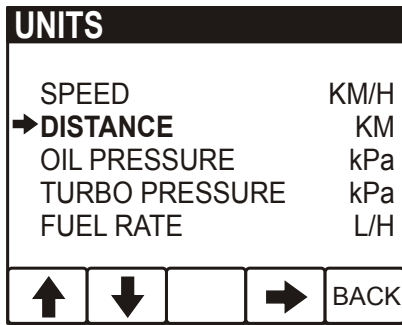 UNITS
SPEED KM/H
DISTANCE KM
OIL PRESSURE kPa
TURBO PRESSURE kPa
FUEL RATE L/H
BACK